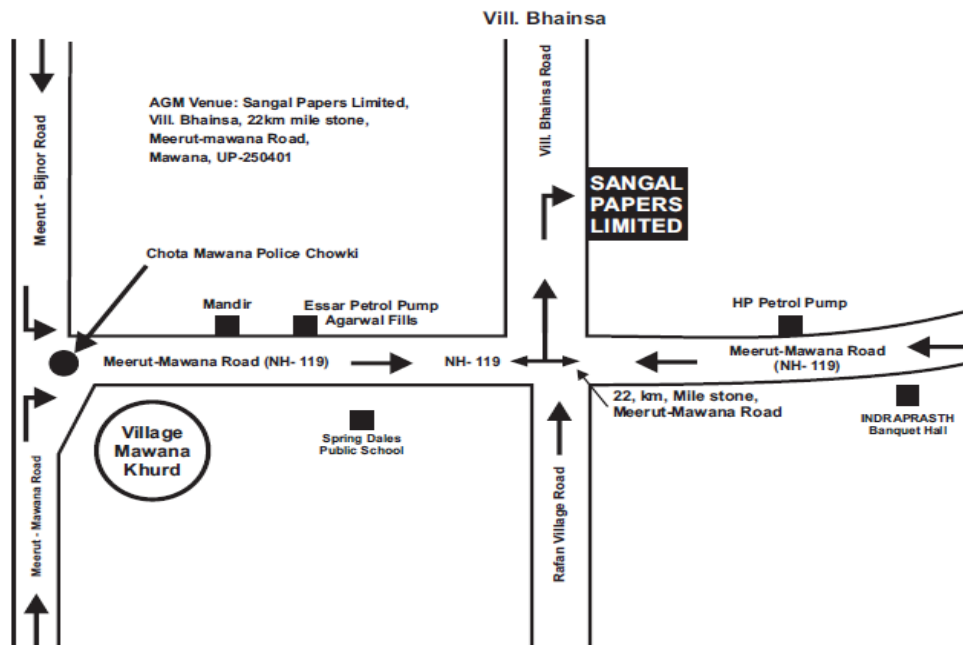 Vill. Bhainsa
AGM Venue: Sangal Papers Limited,
Vill. Bhainsa, 22km mile stone,
Meerut-mawana Road,
Mawana, UP-250401
Meerut - Bijnor Road
Vill. Bhainsa Road
SANGAL
PAPERS
LIMITED
Chota Mawana Police Chowki
Mandir
Essar Petrol Pump
Agarwal Fills
HP Petrol Pump
Meerut-Mawana Road (NH- 119)
NH- 119
Meerut-Mawana Road
(NH- 119)
22, km, Mile stone,
Meerut-Mawana Road
INDRAPRASTH
Banquet Hall
Village
Mawana
Khurd
Spring Dales
Public School
Meerut - Mawana Road
Rafan Village Road